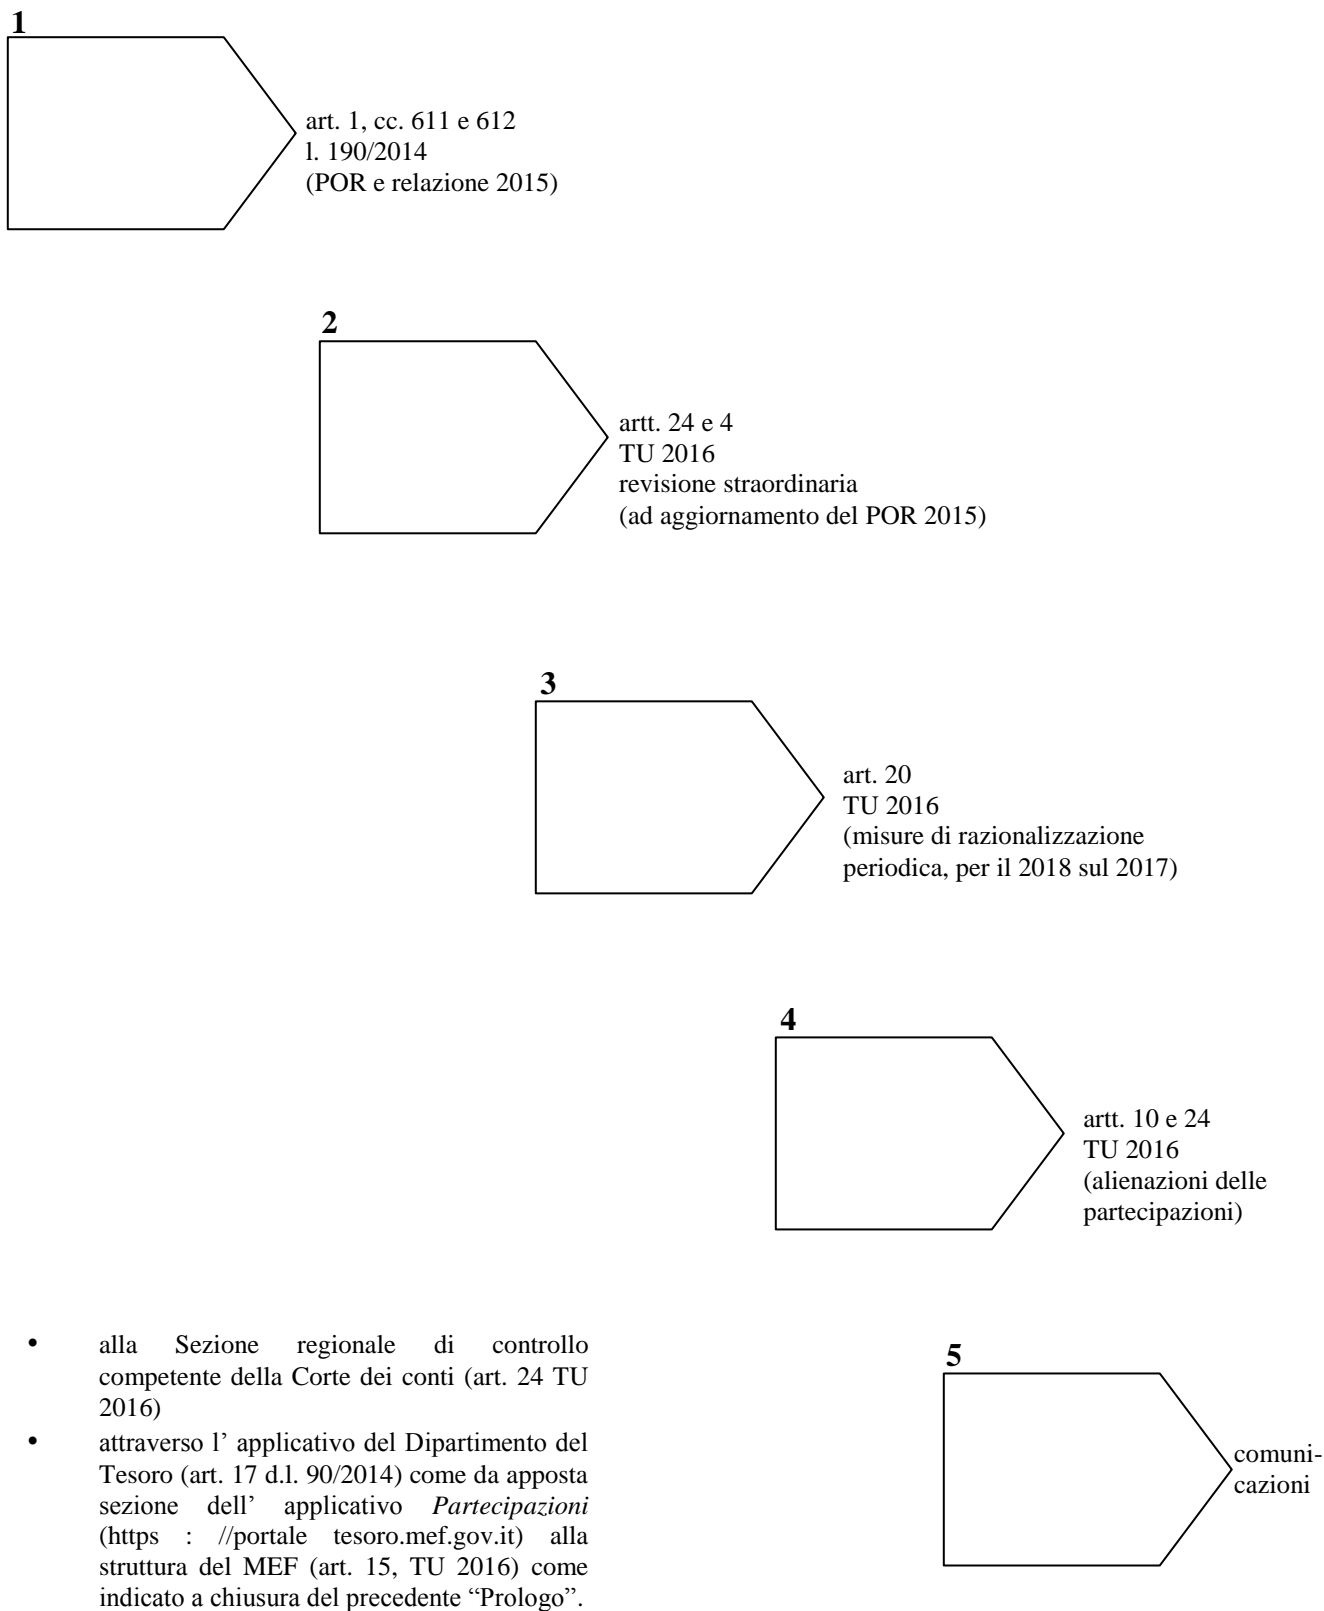 1
art. 1, cc. 611 e 612
l. 190/2014
(POR e relazione 2015)
2
artt. 24 e 4
TU 2016
revisione straordinaria
(ad aggiornamento del POR 2015)
3
art. 20
TU 2016
(misure di razionalizzazione
periodica, per il 2018 sul 2017)
4
artt. 10 e 24
TU 2016
(alienazioni delle
partecipazioni)
5
comuni-
cazioni
• alla Sezione regionale di controllo
competente della Corte dei conti (art. 24 TU
2016)
• attraverso l’ applicativo del Dipartimento del
Tesoro (art. 17 d.l. 90/2014) come da apposta
sezione dell’ applicativo Partecipazioni
(https : //portale tesoro.mef.gov.it) alla
struttura del MEF (art. 15, TU 2016) come
indicato a chiusura del precedente “Prologo”.